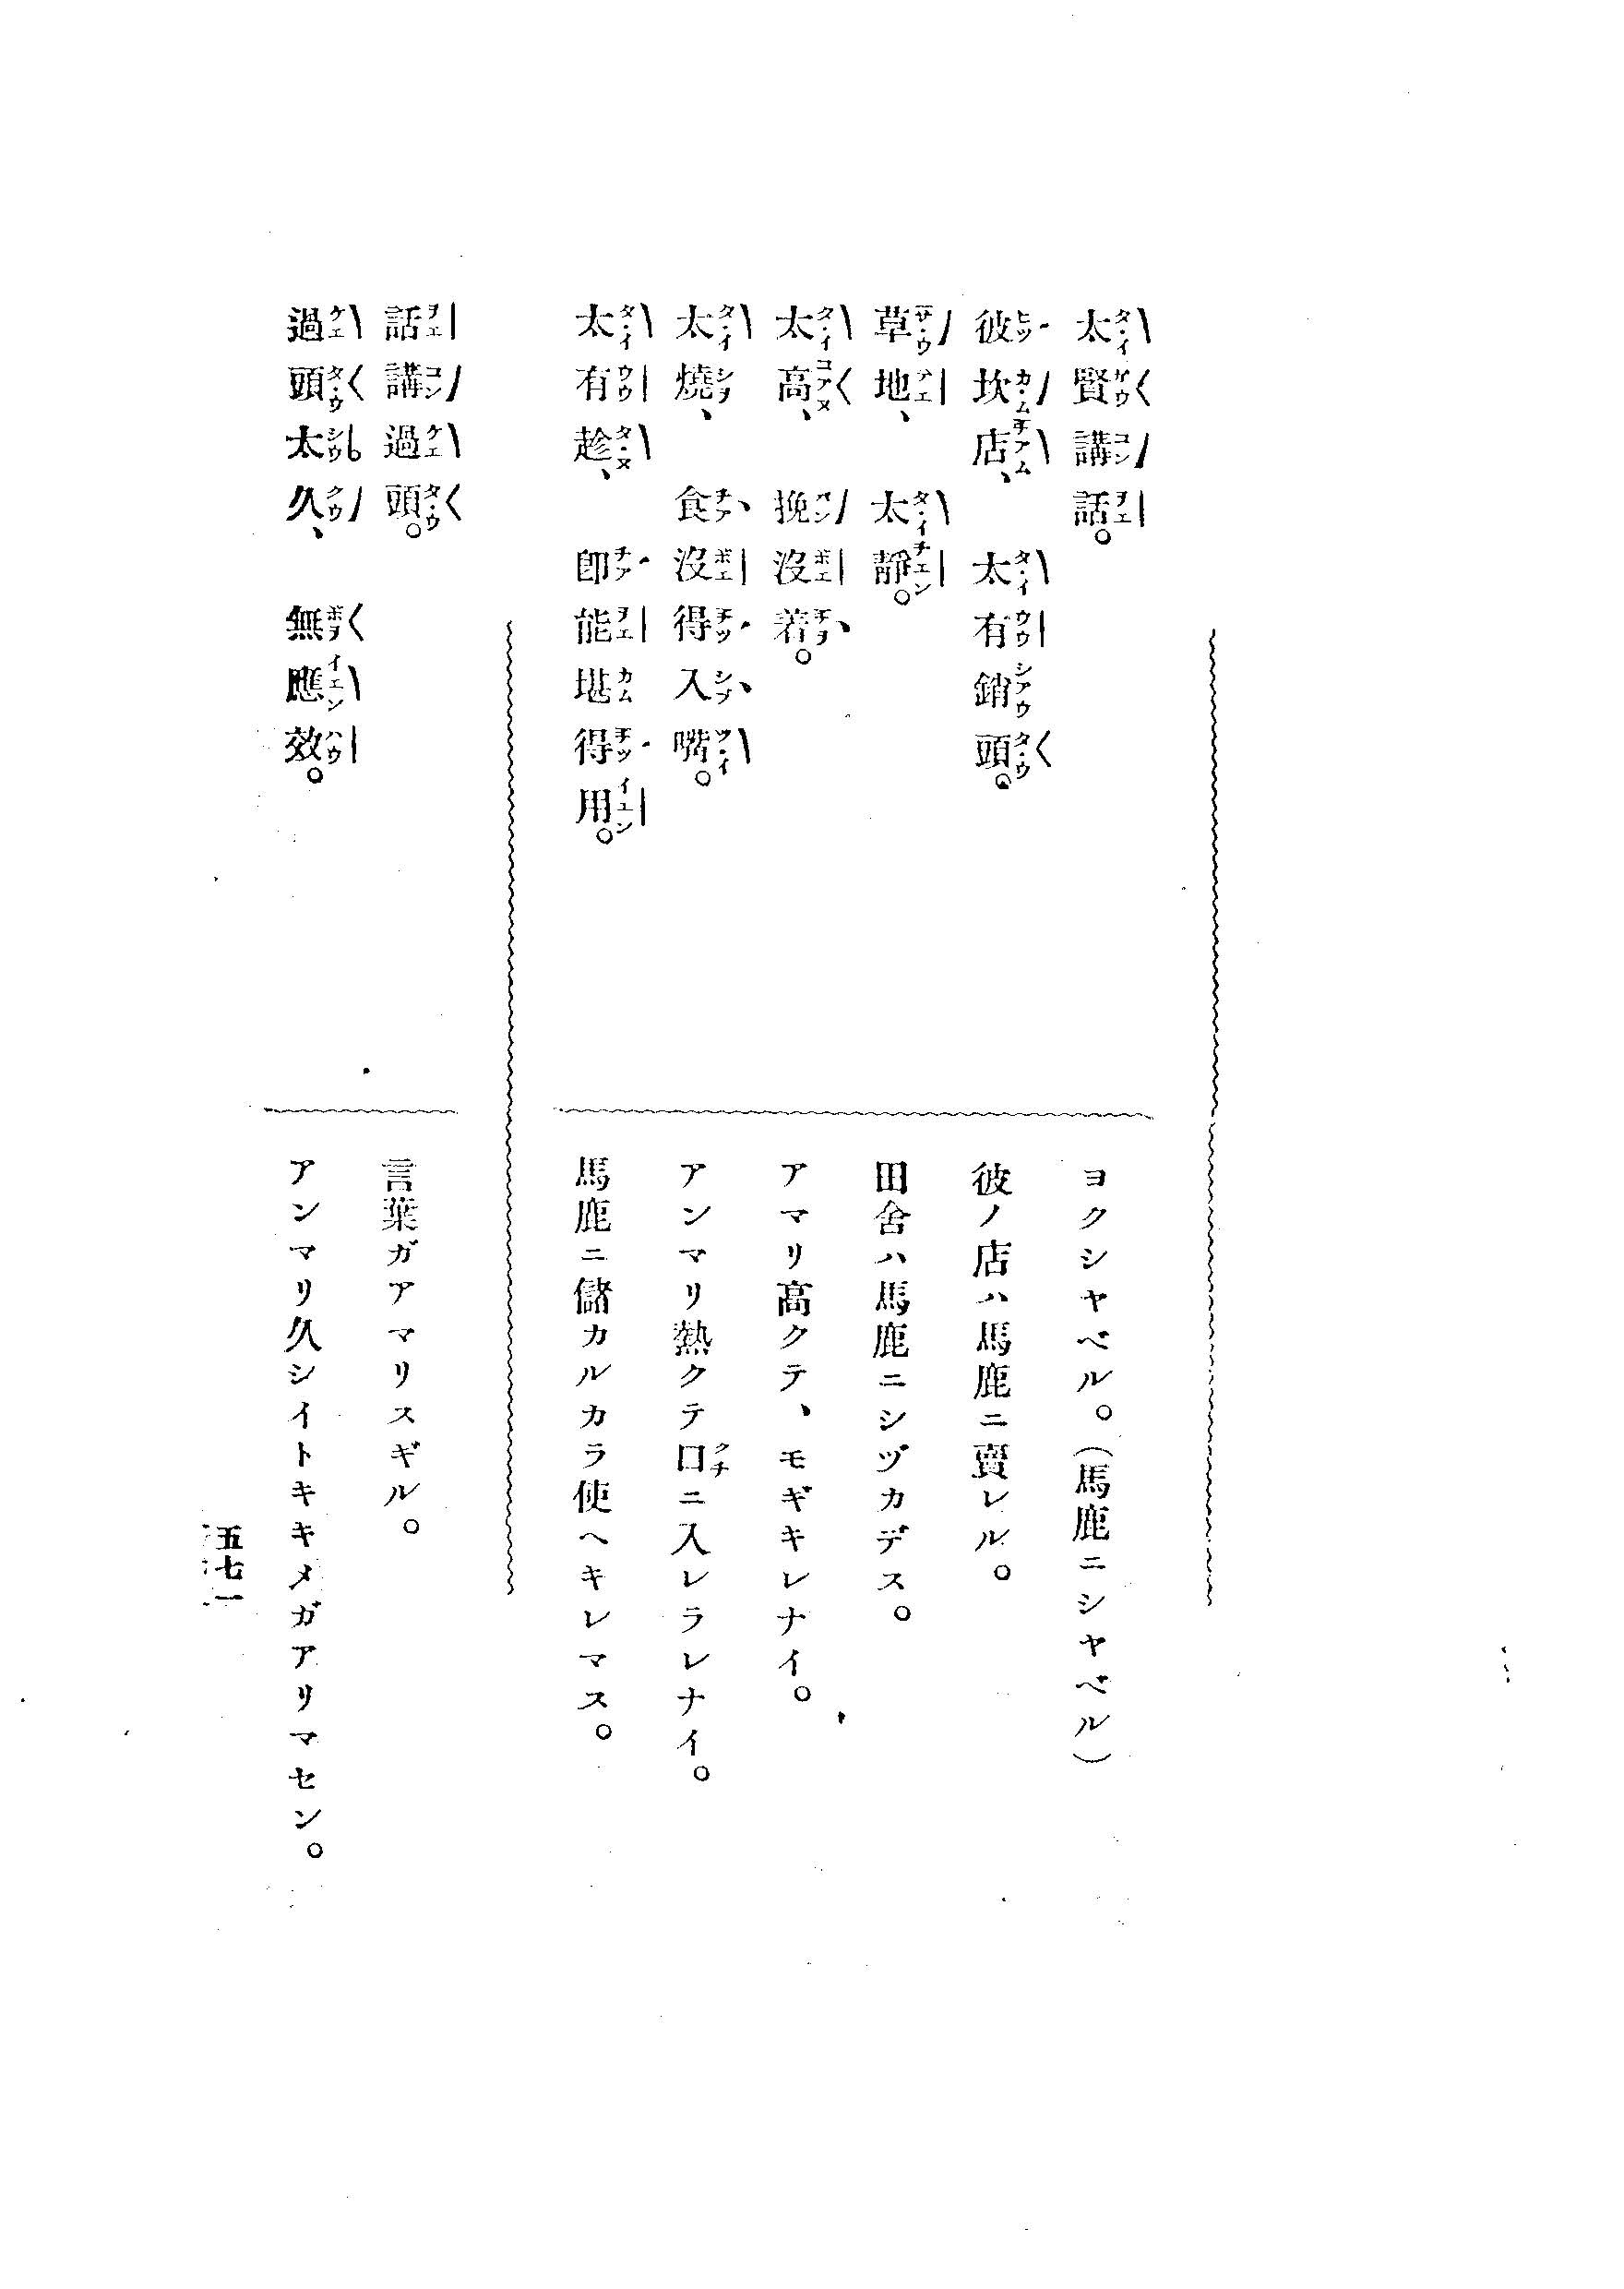 太賢講話。
ヨクシヤベル。（馬鹿ニシヤベル）
彼坎店、太有銷頭。
彼ノ店ハ馬鹿ニ賣レル。
草地、太靜。
田舍ハ馬鹿ニシヅカデス。
太高、挽沒着。
アマリ高クテ、モギキレナイ。
太燒、食沒得入嘴。
アンマリ熱クテ口ニ入レラレナイ。
太有趁、卽能堪得用。
馬鹿ニ儲カルカラ使ヘキレマス。
話講過頭。
言葉ガアマリスギル。
過頭太久、無應效。
アンマリ久シイトキキメガアリマセン。
五七一